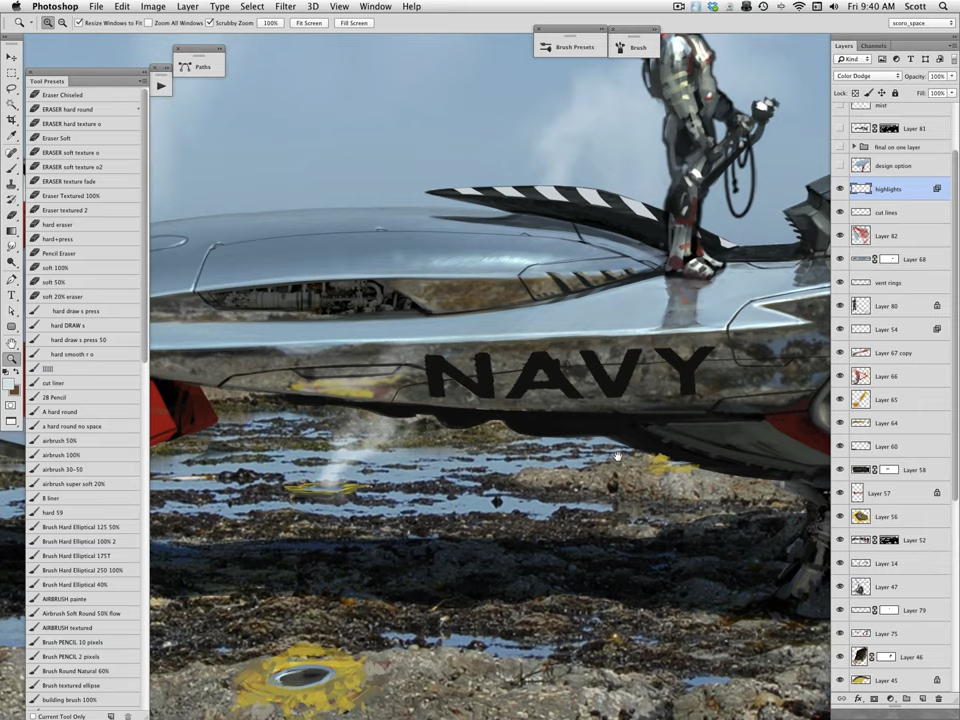 Photoshop File Edit Image Layer Type Select Filter 3D View Window Help
Fri 9:40 AM Scott
Resize Windows to Fit Zoom All Windows Scrubby Zoom 100% Fit Screen Fill Screen
scoro_space
Paths
Brush Presets
Brush
Tool Presets
Eraser Chiseled
ERASER hard round
ERASER hard texture o
Eraser Soft
ERASER soft texture o
ERASER soft texture o2
ERASER texture fade
Eraser Textured 100%
Eraser textured 2
hard eraser
hard+press
Pencil Eraser
soft 100%
soft 50%
soft 20% eraser
hard draw s press
hard DRAW s
hard draw s press 50
hard smooth r o
]]]]]]
cut liner
28 Pencil
A hard round
a hard round no space
airbrush 50%
airbrush 100%
airbrush 30-50
airbrush super soft 20%
B liner
hard 59
Brush Hard Elliptical 125 50%
Brush Hard Elliptical 100% 2
Brush Hard Elliptical 175T
Brush Hard Elliptical 250 100%
Brush Hard Elliptical 40%
AIRBRUSH painte
Airbrush Soft Round 50% flow
AIRBRUSH textured
Brush PENCIL 10 pixels
Brush PENCIL 2 pixels
Brush Round Natural 60%
Brush textured ellipse
building brush 100%
Current Tool Only
NAVY
Layers Channels
Kind
Color Dodge Opacity: 100%
Lock: Fill: 100%
mist
Layer 81
final on one layer
design option
highlights
cut lines
Layer 82
Layer 68
vent rings
Layer 80
Layer 54
Layer 67 copy
Layer 66
Layer 65
Layer 64
Layer 60
Layer 58
Layer 57
Layer 56
Layer 52
Layer 14
Layer 47
Layer 79
Layer 75
Layer 46
Layer 45